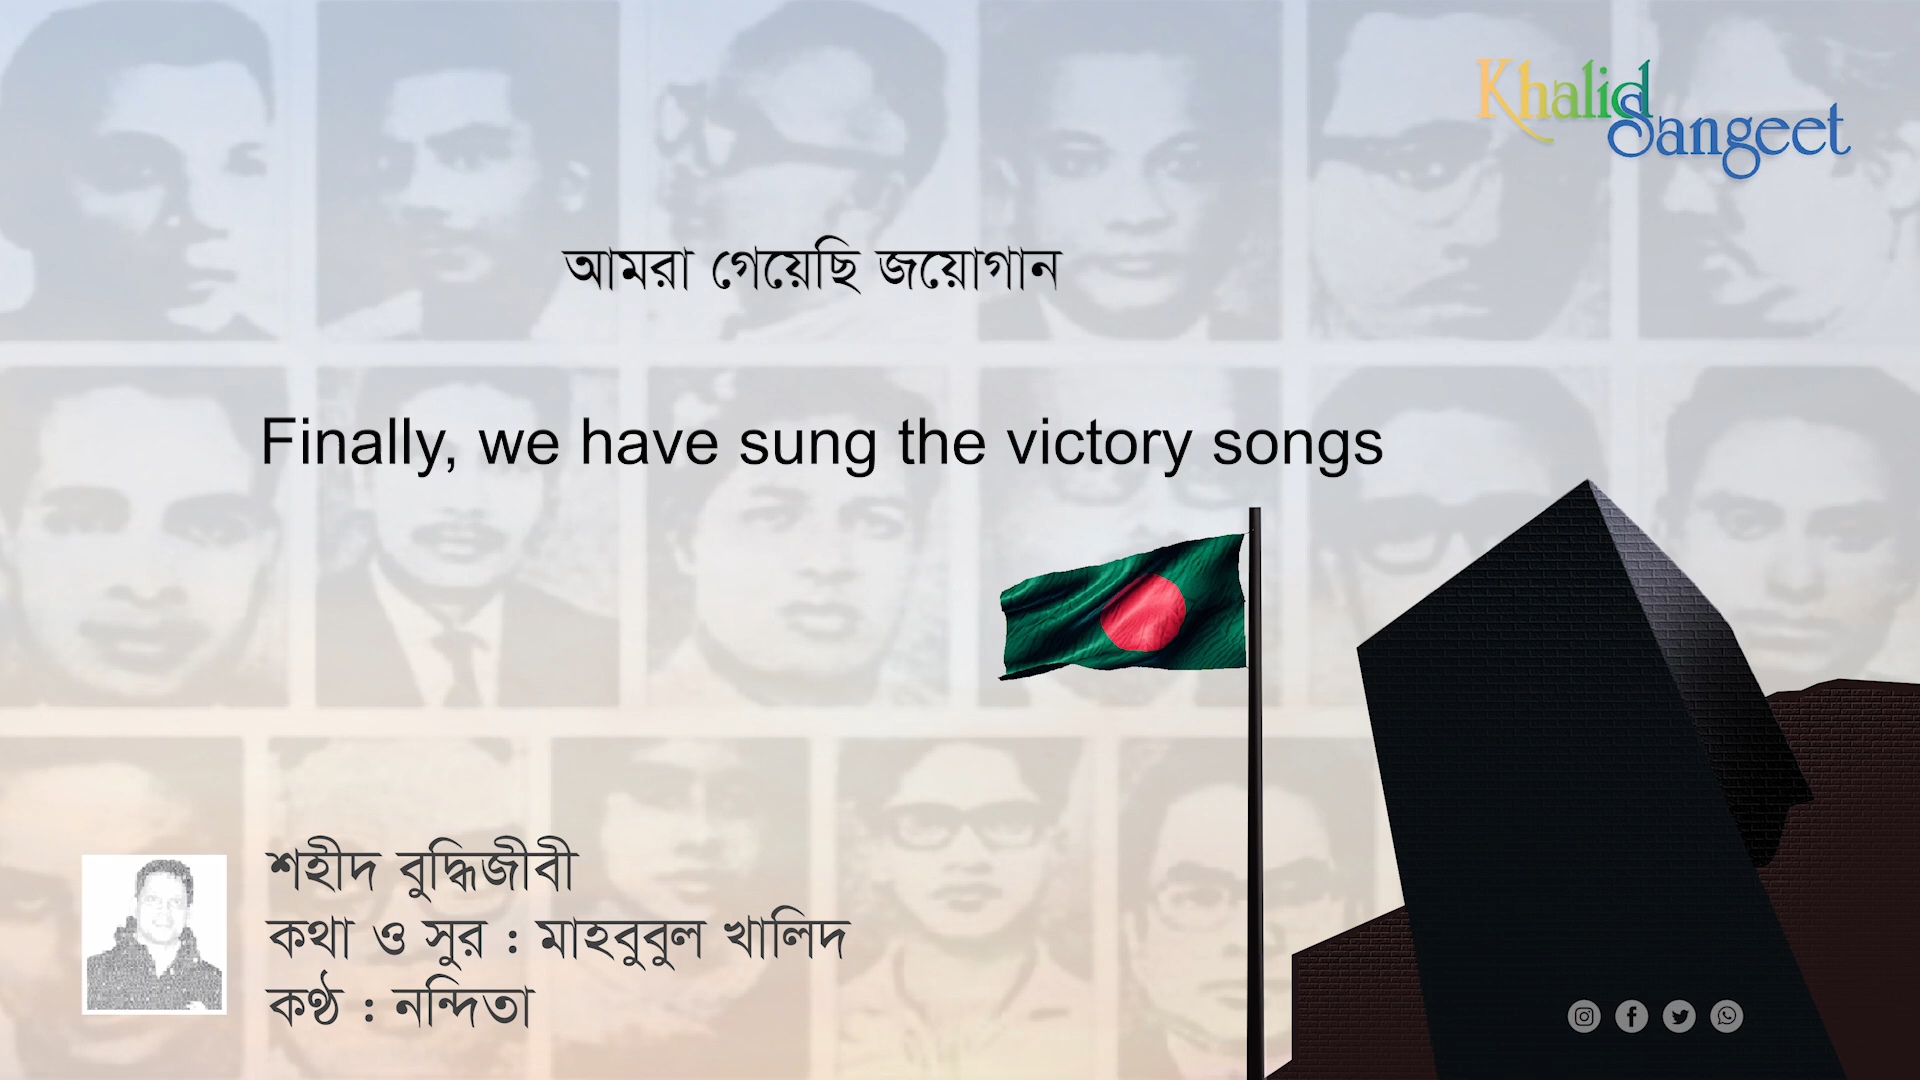 Khalid
Sangeet
আমরা গেয়েছি জয়োগান
Finally, we have sung the victory songs
শহীদ বুদ্ধিজীবী
কথা ও সুর : মাহবুবুল খালিদ
কণ্ঠ : নন্দিতা